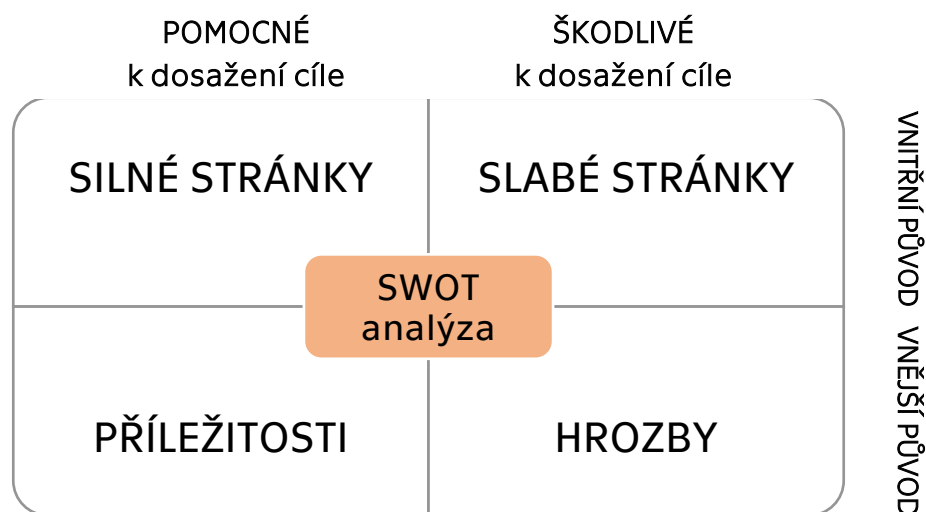 POMOCNÉ
k dosažení cíle
ŠKODLIVÉ
k dosažení cíle
SILNÉ STRÁNKY
SLABÉ STRÁNKY
VNITŘNÍ PŮVOD
SWOT
analýza
PŘÍLEŽITOSTI
HROZBY
VNĚJŠÍ PŮVOD